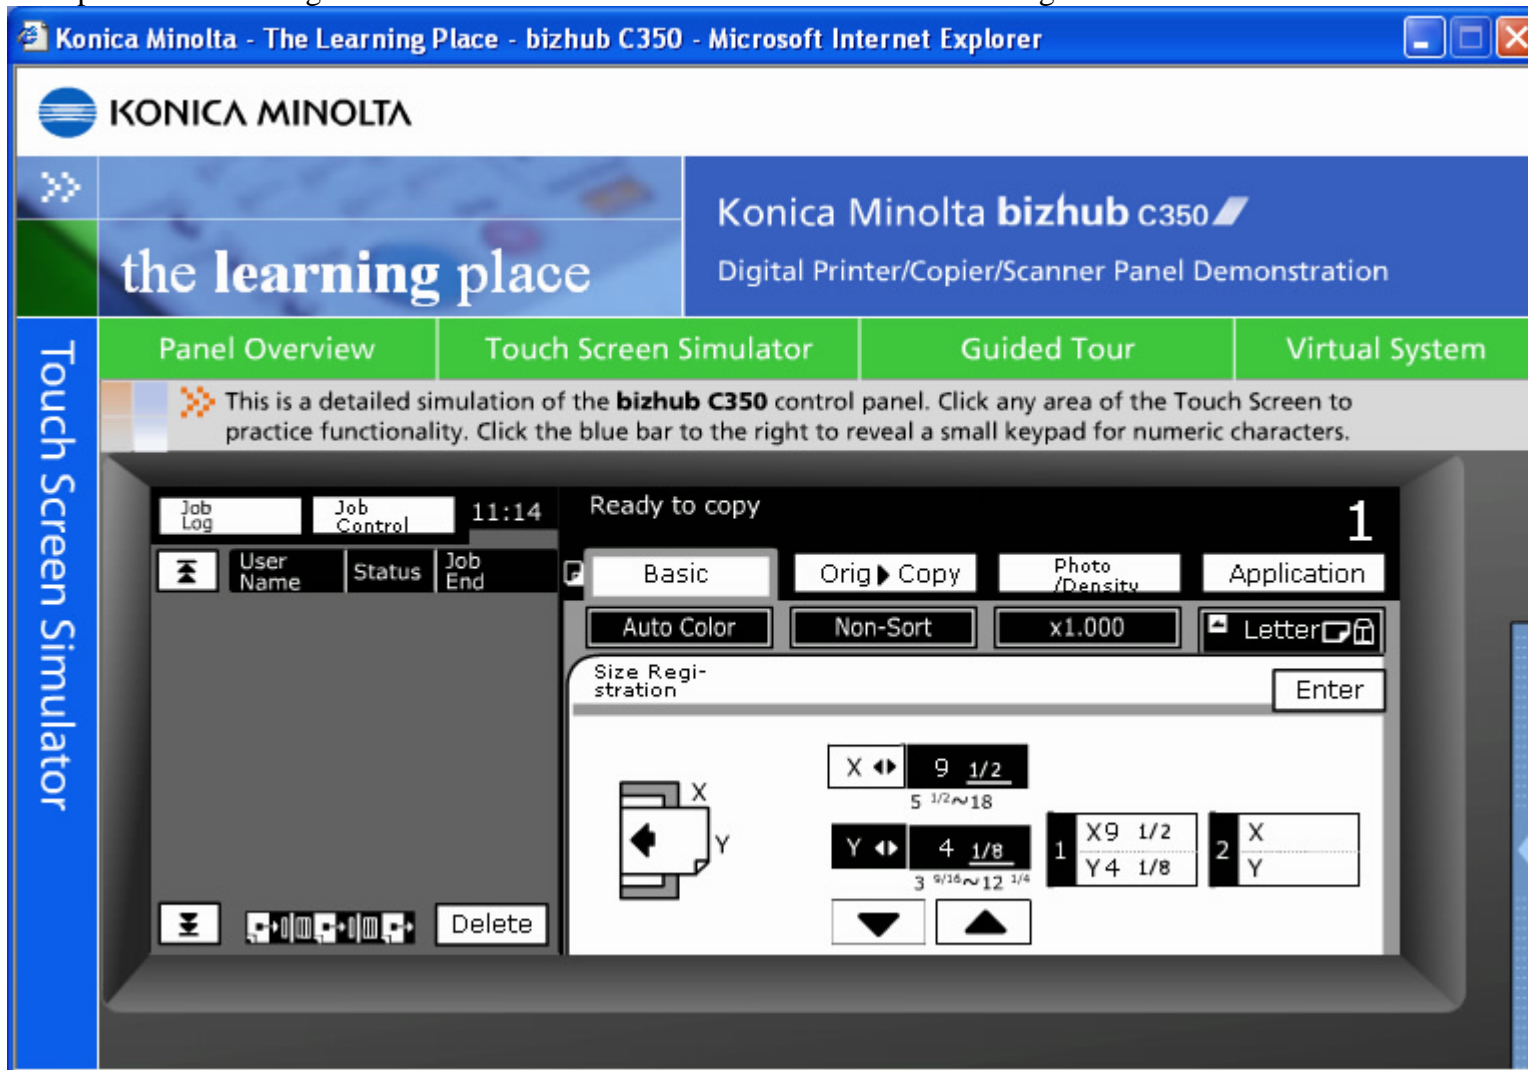 Konica Minolta - The Learning Place - bizhub C350 - Microsoft Internet Explorer
KONICA MINOLTA
the learning place
Konica Minolta bizhub C350
Digital Printer/Copier/Scanner Panel Demonstration
Panel Overview
Touch Screen Simulator
Guided Tour
Virtual System
Touch Screen Simulator
This is a detailed simulation of the bizhub C350 control panel. Click any area of the Touch Screen to
practice functionality. Click the blue bar to the right to reveal a small keypad for numeric characters.
Job
Log
Job
Control
11:14
User
Name
Status
Job
End
Delete
Ready to copy
1
Basic
Orig ▶ Copy
Photo
/Density
Application
Auto Color
Non-Sort
x1.000
Letter
Size Regi-
stration
Enter
X
Y
X 9 1/2
5 1/2~18
Y 4 1/8
3 9/16~12 1/4
1
X9 1/2
Y4 1/8
2
X
Y